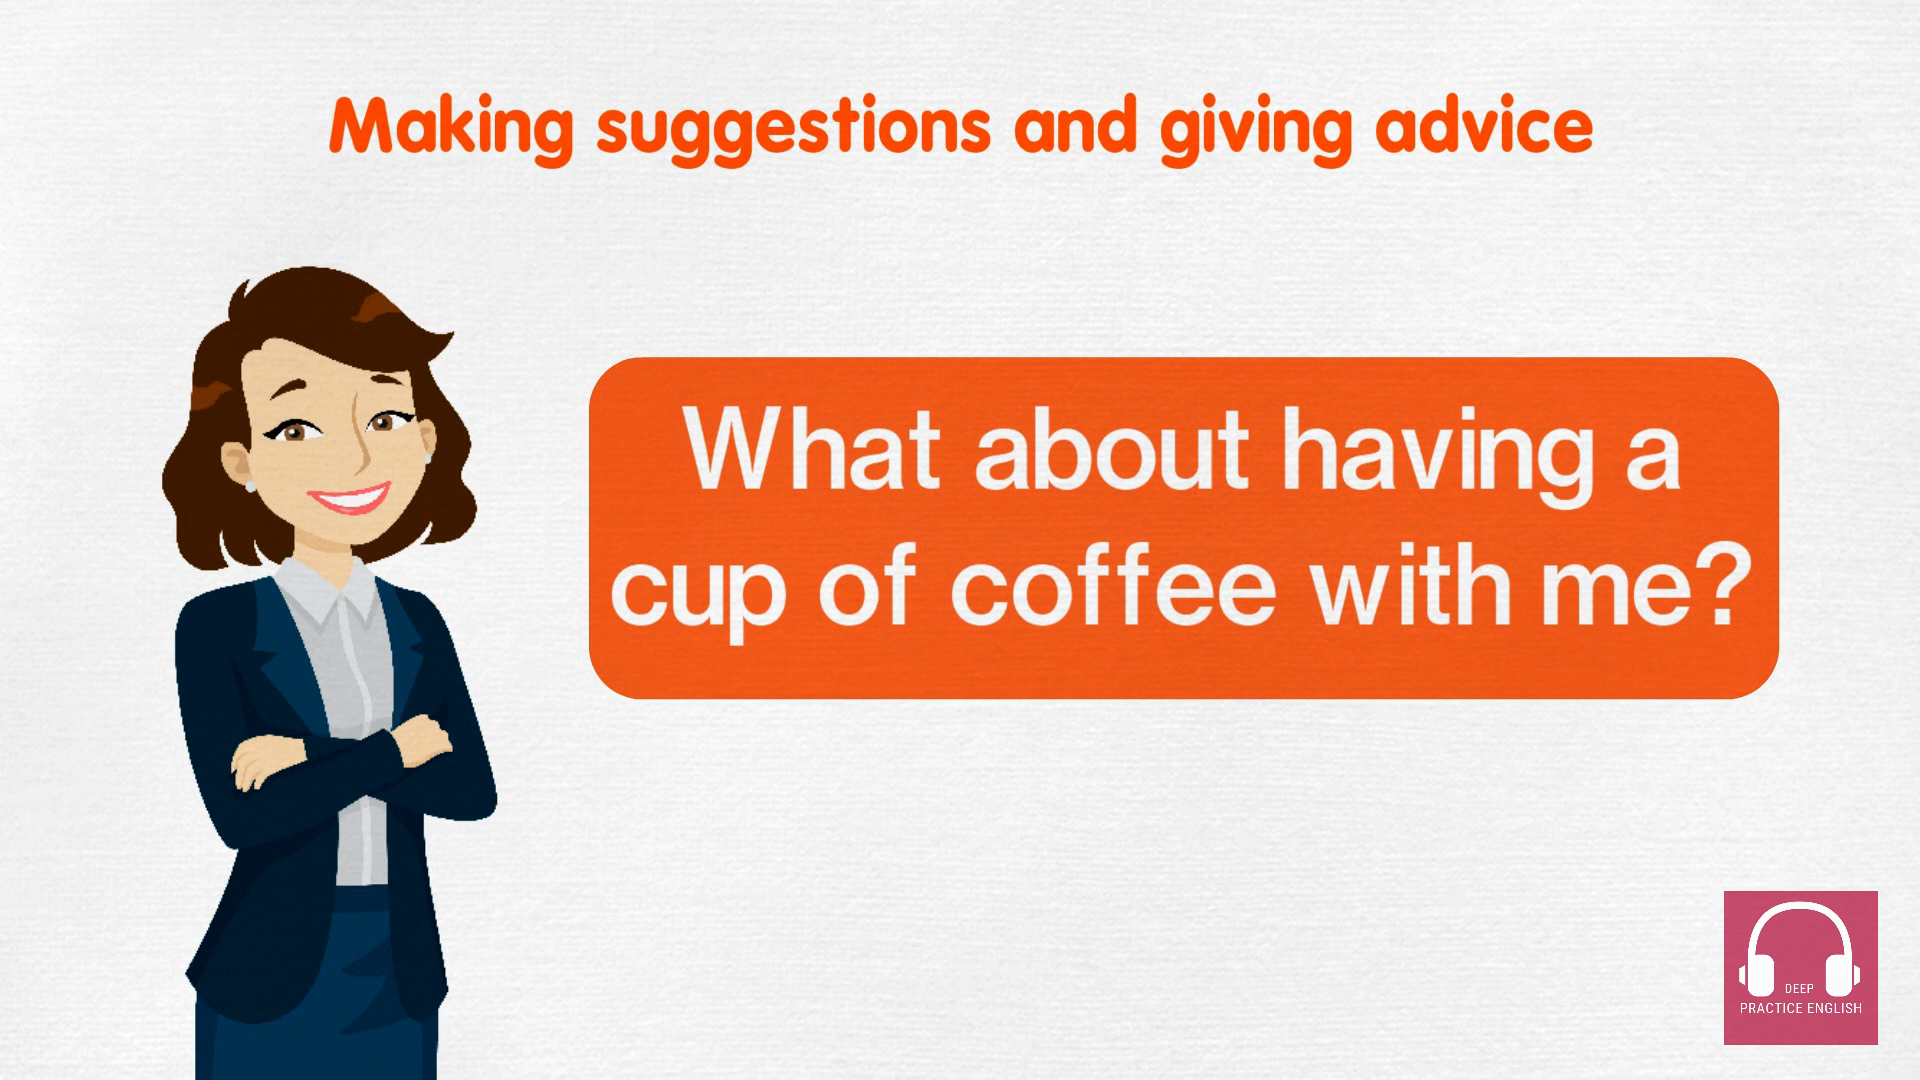 Making suggestions and giving advice
What about having a
cup of coffee with me?
DEEP
PRACTICE ENGLISH